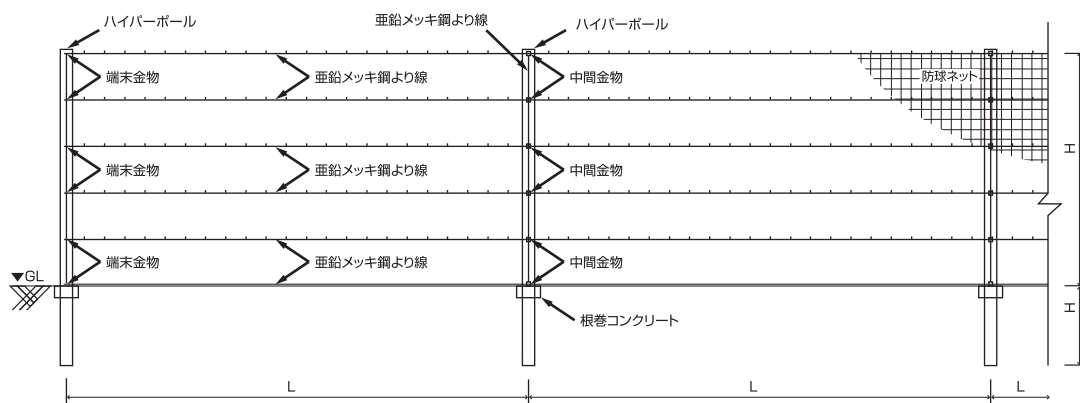 ハイパーポール
亜鉛メッキ鋼より線
ハイパーポール
端末金物
亜鉛メッキ鋼より線
中間金物
防球ネット
H
端末金物
亜鉛メッキ鋼より線
中間金物
端末金物
亜鉛メッキ鋼より線
中間金物
▼GL
根巻コンクリート
H
L
L
L